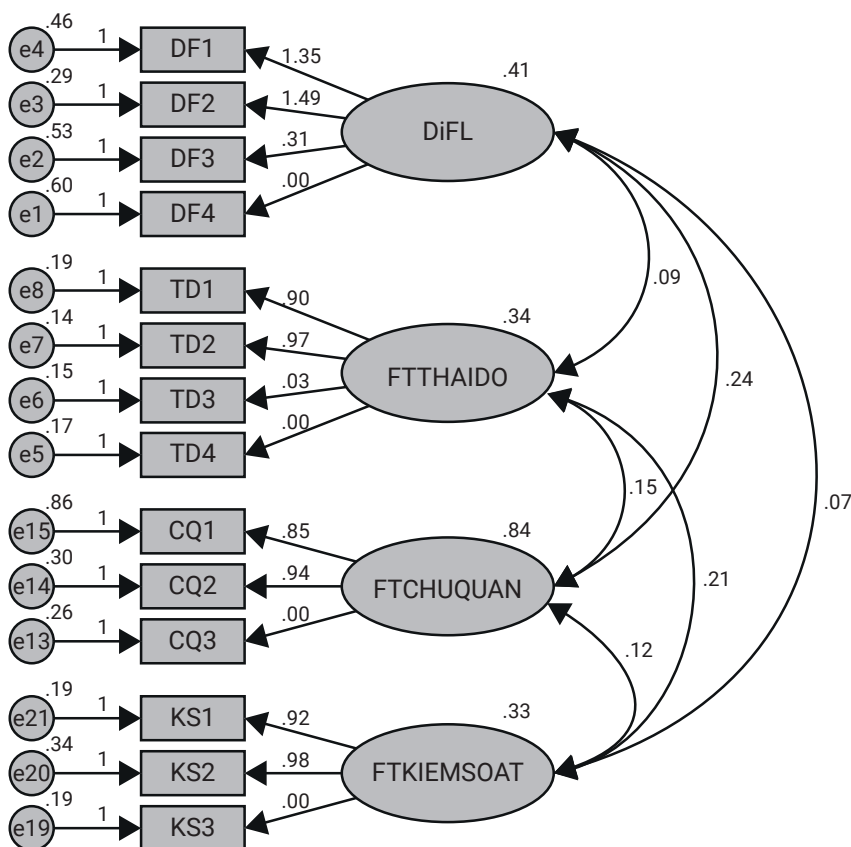 .46
e4 1 DF1 1.35
.29
e3 1 DF2 1.49
.53
e2 1 DF3 .31
.60
e1 1 DF4 .00
.41
DiFL
.19
e8 1 TD1 .90
.14
e7 1 TD2 .97
.15
e6 1 TD3 .03
.17
e5 1 TD4 .00
.34
FTTHAIDO
.86
e15 1 CQ1 .85
.30
e14 1 CQ2 .94
.26
e13 1 CQ3 .00
.84
FTCHUQUAN
.19
e21 1 KS1 .92
.34
e20 1 KS2 .98
.19
e19 1 KS3 .00
.33
FTKIEMSOAT
.09
.24
.15
.07
.21
.12